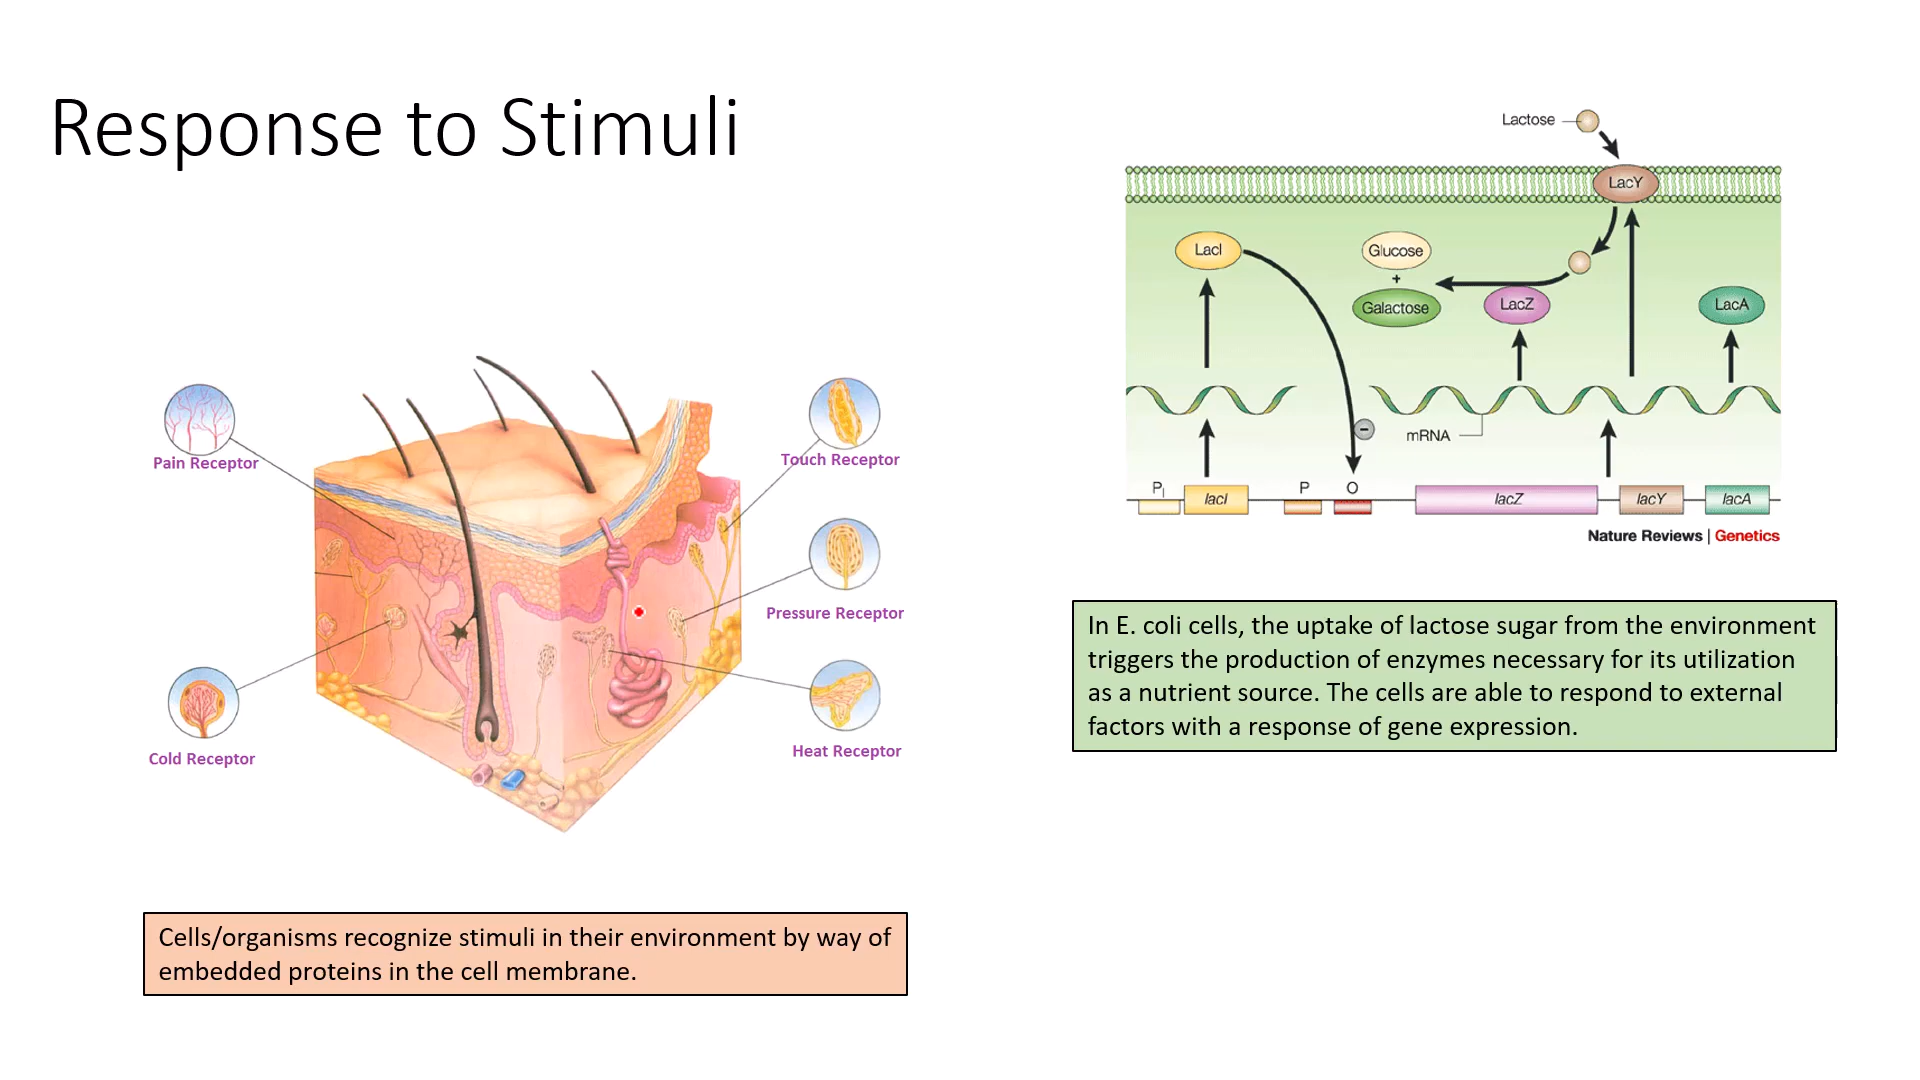 Response to Stimuli
Pain Receptor
Touch Receptor
Pressure Receptor
Cold Receptor
Heat Receptor
Cells/organisms recognize stimuli in their environment by way of
embedded proteins in the cell membrane.
Lactose
LacY
LacI
Glucose
+
Galactose
LacZ
LacA
mRNA
−
PI
lacI
P
O
lacZ
lacY
lacA
Nature Reviews | Genetics
In E. coli cells, the uptake of lactose sugar from the environment
triggers the production of enzymes necessary for its utilization
as a nutrient source. The cells are able to respond to external
factors with a response of gene expression.